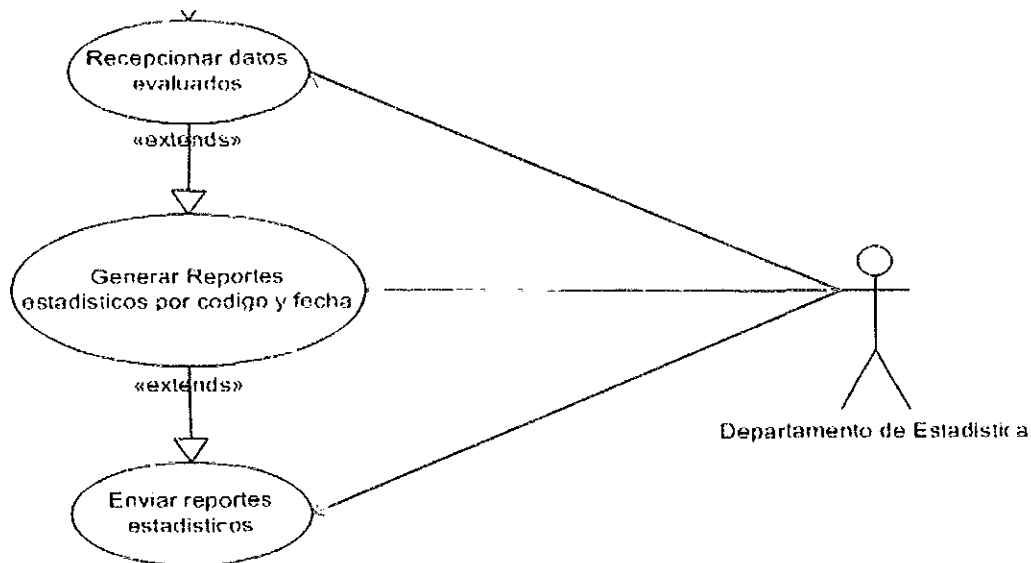 Recepcionar datos
evaluados
«extends»
Generar Reportes
estadisticos por codigo y fecha
«extends»
Departamento de Estadistica
Enviar reportes
estadisticos